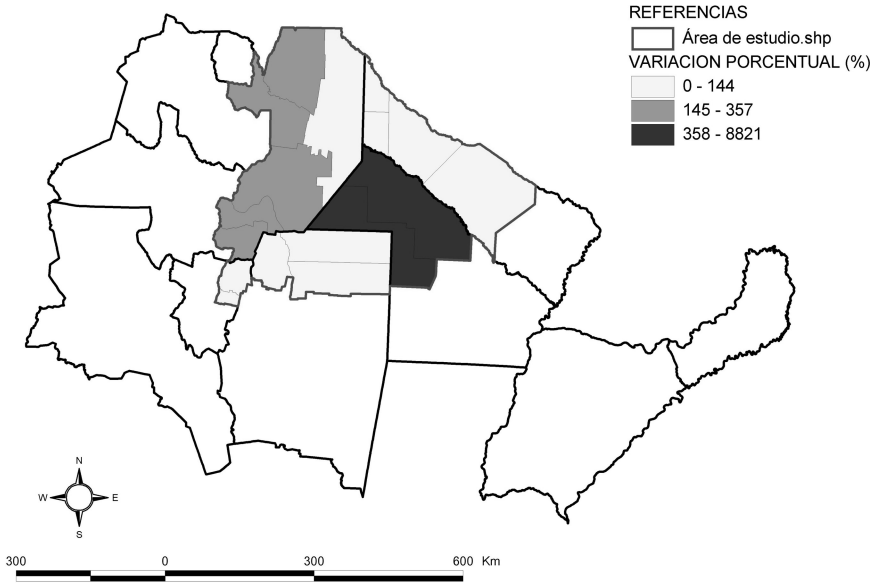 REFERENCIAS
Área de estudio.shp
VARIACION PORCENTUAL (%)
0 - 144
145 - 357
358 - 8821
N
W E
S
300 0 300 600 Km